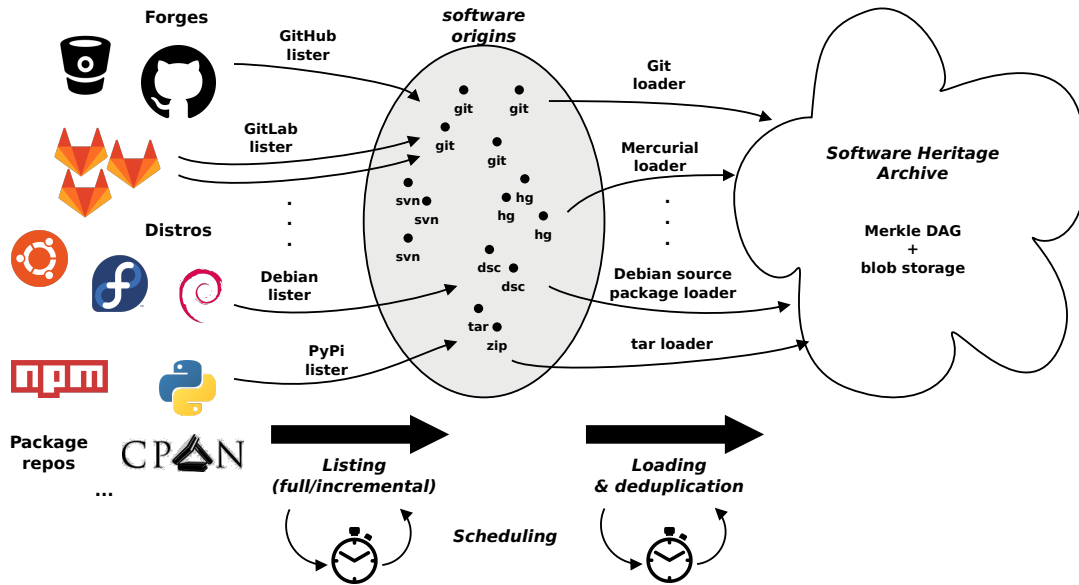 Forges
GitHub
lister
GitLab
lister
.
.
.
Distros
Debian
lister
PyPi
lister
npm
Package
repos
CPAN
...
software
origins
git
git
git
git
svn
svn
svn
hg
hg
hg
dsc
dsc
tar
zip
Git
loader
Mercurial
loader
.
.
.
Debian source
package loader
tar loader
Software Heritage
Archive
Merkle DAG
+
blob storage
Listing
(full/incremental)
Loading
& deduplication
Scheduling